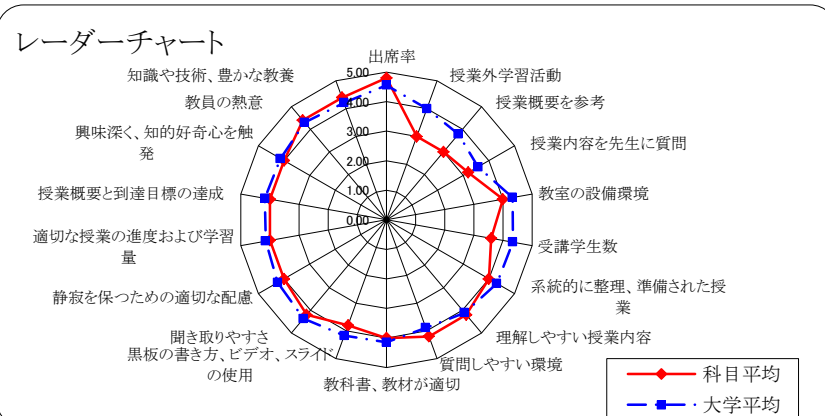 レーダーチャート
出席率
授業外学習活動
授業概要を参考
授業内容を先生に質問
教室の設備環境
受講学生数
系統的に整理、準備された授
業
理解しやすい授業内容
質問しやすい環境
教科書、教材が適切
黒板の書き方、ビデオ、スライド
の使用
聞き取りやすさ
静寂を保つための適切な配慮
適切な授業の進度および学習
量
授業概要と到達目標の達成
興味深く、知的好奇心を触
発
教員の熱意
知識や技術、豊かな教養
5.00
4.00
3.00
2.00
1.00
0.00
科目平均
大学平均